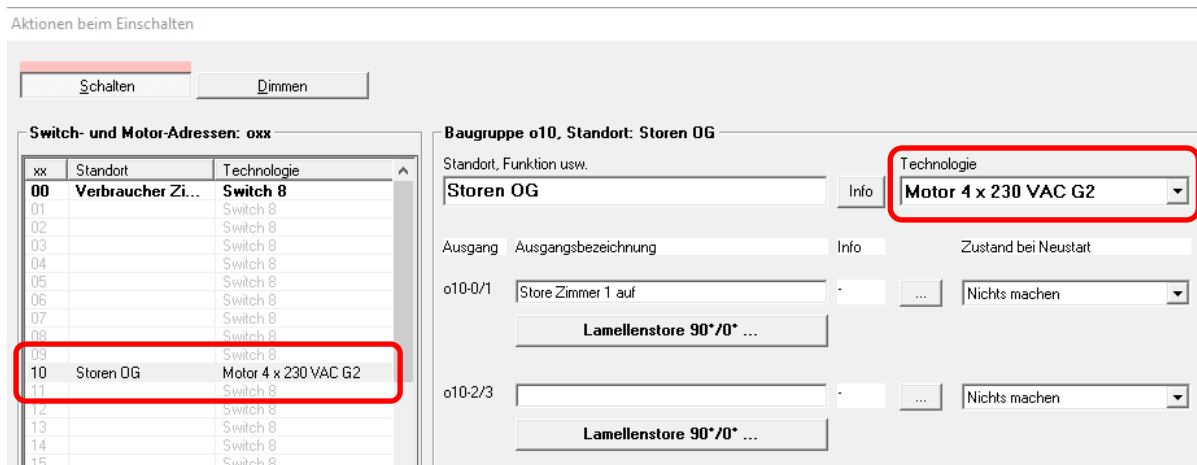 Aktionen beim Einschalten
Schalten Dimmen
Switch- und Motor-Adressen: oxx
xx Standort Technologie
00 Verbraucher Zi... Switch 8
01 Switch 8
02 Switch 8
03 Switch 8
04 Switch 8
05 Switch 8
06 Switch 8
07 Switch 8
08 Switch 8
09 Switch 8
10 Storen OG Motor 4 x 230 VAC G2
11 Switch 8
12 Switch 8
13 Switch 8
14 Switch 8
15 Switch 8
Baugruppe o10, Standort: Storen OG
Standort, Funktion usw. Technologie
Storen OG Info Motor 4 x 230 VAC G2
Ausgang Ausgangsbezeichnung Info Zustand bei Neustart
o10-0/1 Store Zimmer 1 auf - ... Nichts machen
Lamellenstore 90°/0° ...
o10-2/3 - ... Nichts machen
Lamellenstore 90°/0° ...